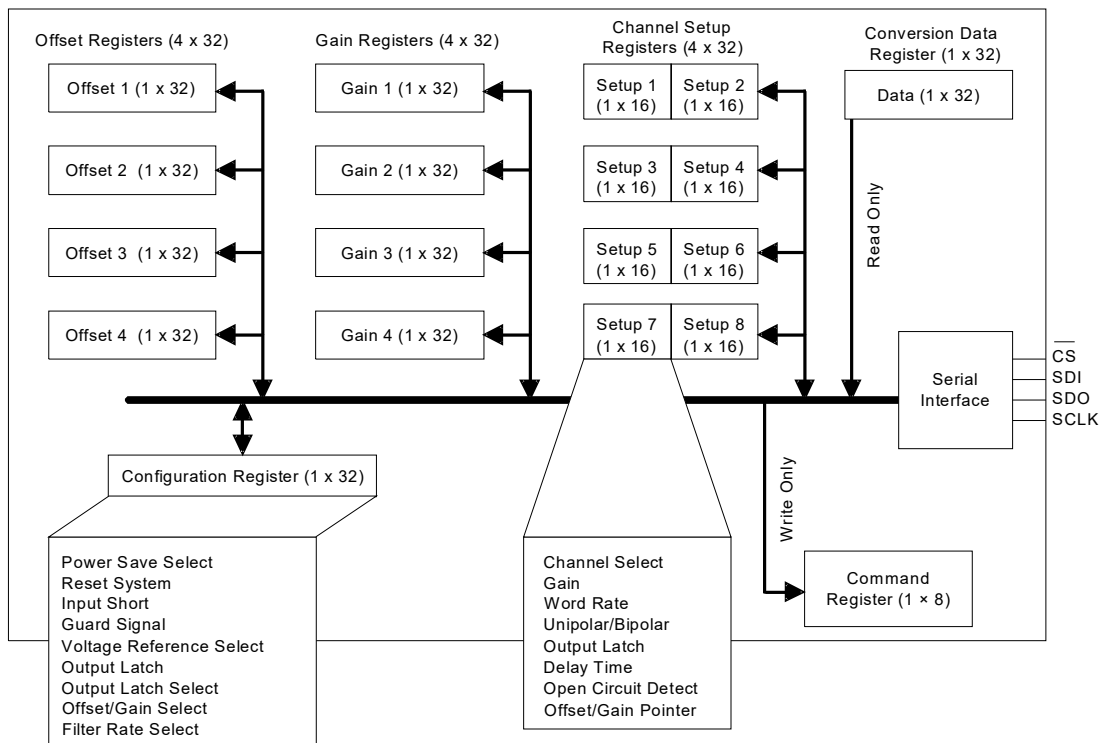 Offset Registers (4 x 32)
Offset 1 (1 x 32)
Offset 2 (1 x 32)
Offset 3 (1 x 32)
Offset 4 (1 x 32)
Gain Registers (4 x 32)
Gain 1 (1 x 32)
Gain 2 (1 x 32)
Gain 3 (1 x 32)
Gain 4 (1 x 32)
Channel Setup
Registers (4 x 32)
Setup 1
(1 x 16)
Setup 2
(1 x 16)
Setup 3
(1 x 16)
Setup 4
(1 x 16)
Setup 5
(1 x 16)
Setup 6
(1 x 16)
Setup 7
(1 x 16)
Setup 8
(1 x 16)
Conversion Data
Register (1 x 32)
Data (1 x 32)
Read Only
Serial
Interface
CS
SDI
SDO
SCLK
Configuration Register (1 x 32)
Power Save Select
Reset System
Input Short
Guard Signal
Voltage Reference Select
Output Latch
Output Latch Select
Offset/Gain Select
Filter Rate Select
Channel Select
Gain
Word Rate
Unipolar/Bipolar
Output Latch
Delay Time
Open Circuit Detect
Offset/Gain Pointer
Write Only
Command
Register (1 × 8)